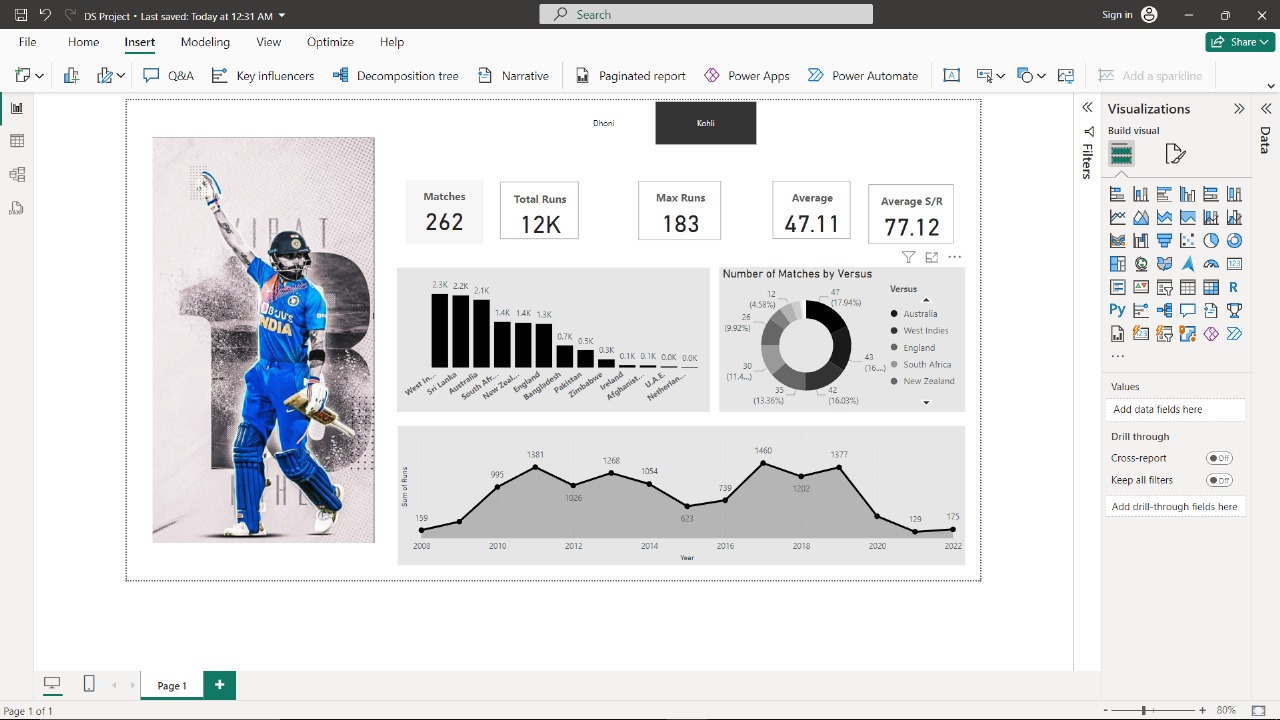 DS Project • Last saved: Today at 12:31 AM
Search
Sign in
File
Home
Insert
Modeling
View
Optimize
Help
Share
Q&A
Key influencers
Decomposition tree
Narrative
Paginated report
Power Apps
Power Automate
Add a sparkline
Dhoni
Kohli
Matches
262
Total Runs
12K
Max Runs
183
Average
47.11
Average S/R
77.12
INDIA
2.3K 2.2K 2.1K 1.4K 1.4K 1.3K 0.7K 0.5K 0.3K 0.1K 0.1K 0.0K 0.0K
West In... Sri Lanka Australia South Afr... New Zeal... England Bangladesh Pakistan Zimbabwe Ireland Afghanist... U.A.E. Netherlan...
Number of Matches by Versus
47
(17.94%)
43
(16....)
42
(16.03%)
35
(13.36%)
30
(11.4...)
26
(9.92%)
12
(4.58%)
Versus
Australia
West Indies
England
South Africa
New Zealand
Sum of Runs
159 995 1381 1026 1268 1054 623 739 1460 1202 1377 129 175
2008 2010 2012 2014 2016 2018 2020 2022
Year
Filters
Visualizations
Build visual
123
Py
R
...
Values
Add data fields here
Drill through
Cross-report
Off
Keep all filters
Off
Add drill-through fields here
Data
Page 1
+
Page 1 of 1
- + 80%